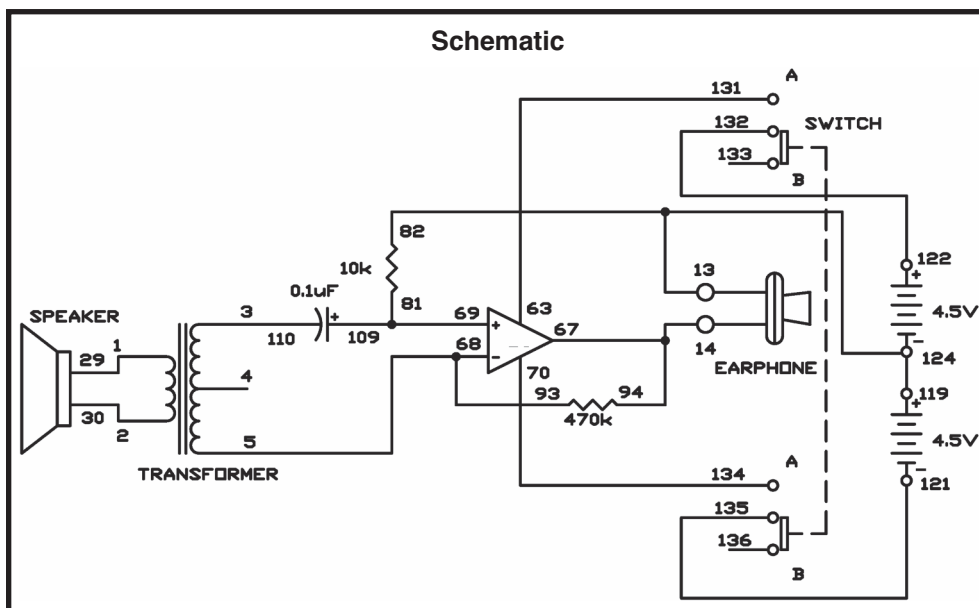 Schematic
A
131
132
SWITCH
133
B
82
122
+
10k
13
4.5V
0.1uF
3
81
-
SPEAKER
+
69
+
63
110
109
67
124
29
1
68
-
14
119
4
70
EARPHONE
+
30
93
94
2
5
470k
4.5V
TRANSFORMER
A
-
134
121
135
136
B